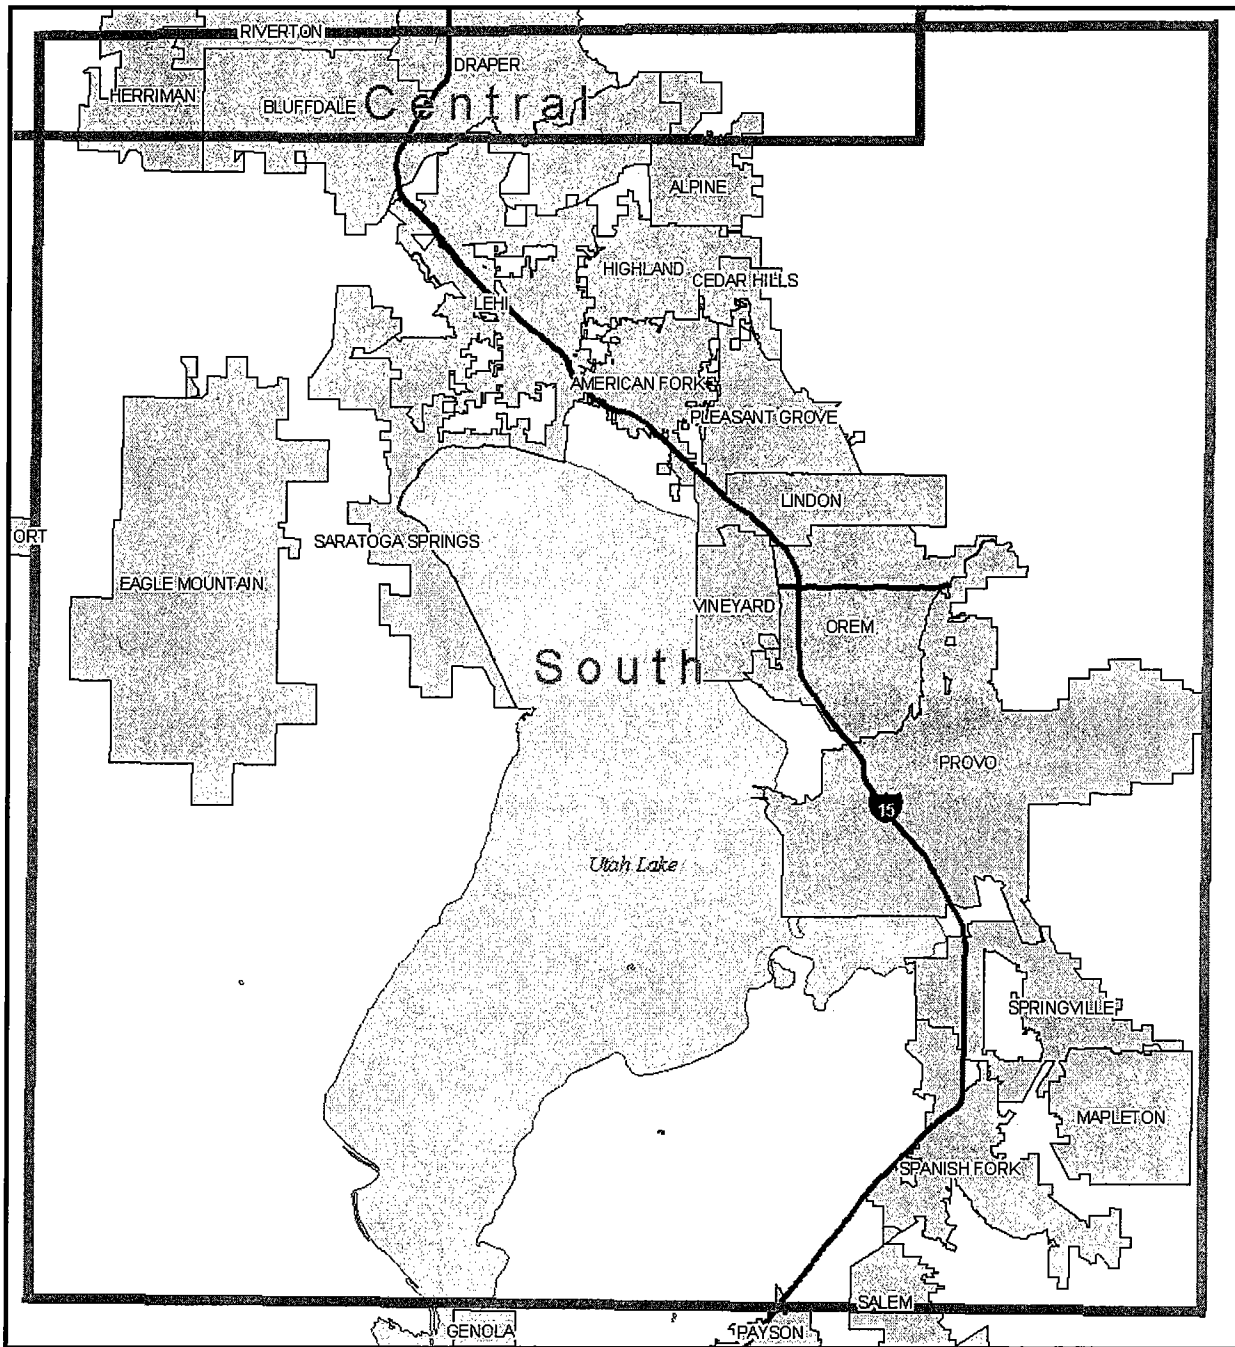 RIVERTON
DRAPER
HERRIMAN
BLUFFDALE
Central
ALPINE
HIGHLAND
CEDAR HILLS
LEHI
AMERICAN FORK
PLEASANT GROVE
LINDON
ORT
SARATOGA SPRINGS
EAGLE MOUNTAIN
VINEYARD
OREM
South
PROVO
15
Utah Lake
SPRINGVILLE
MAPLETON
SPANISH FORK
SALEM
GENOLA
PAYSON